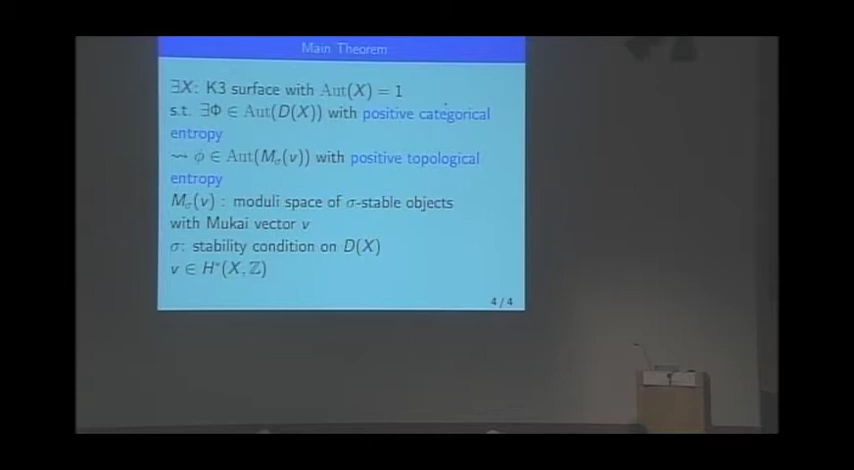 Main Theorem
∃X: K3 surface with Aut(X) = 1
s.t. ∃Φ ∈ Aut(D(X)) with positive categorical
entropy
⇝ ϕ ∈ Aut(M_σ(v)) with positive topological
entropy
M_σ(v) : moduli space of σ-stable objects
with Mukai vector v
σ: stability condition on D(X)
v ∈ H*(X, ℤ)
4 / 4